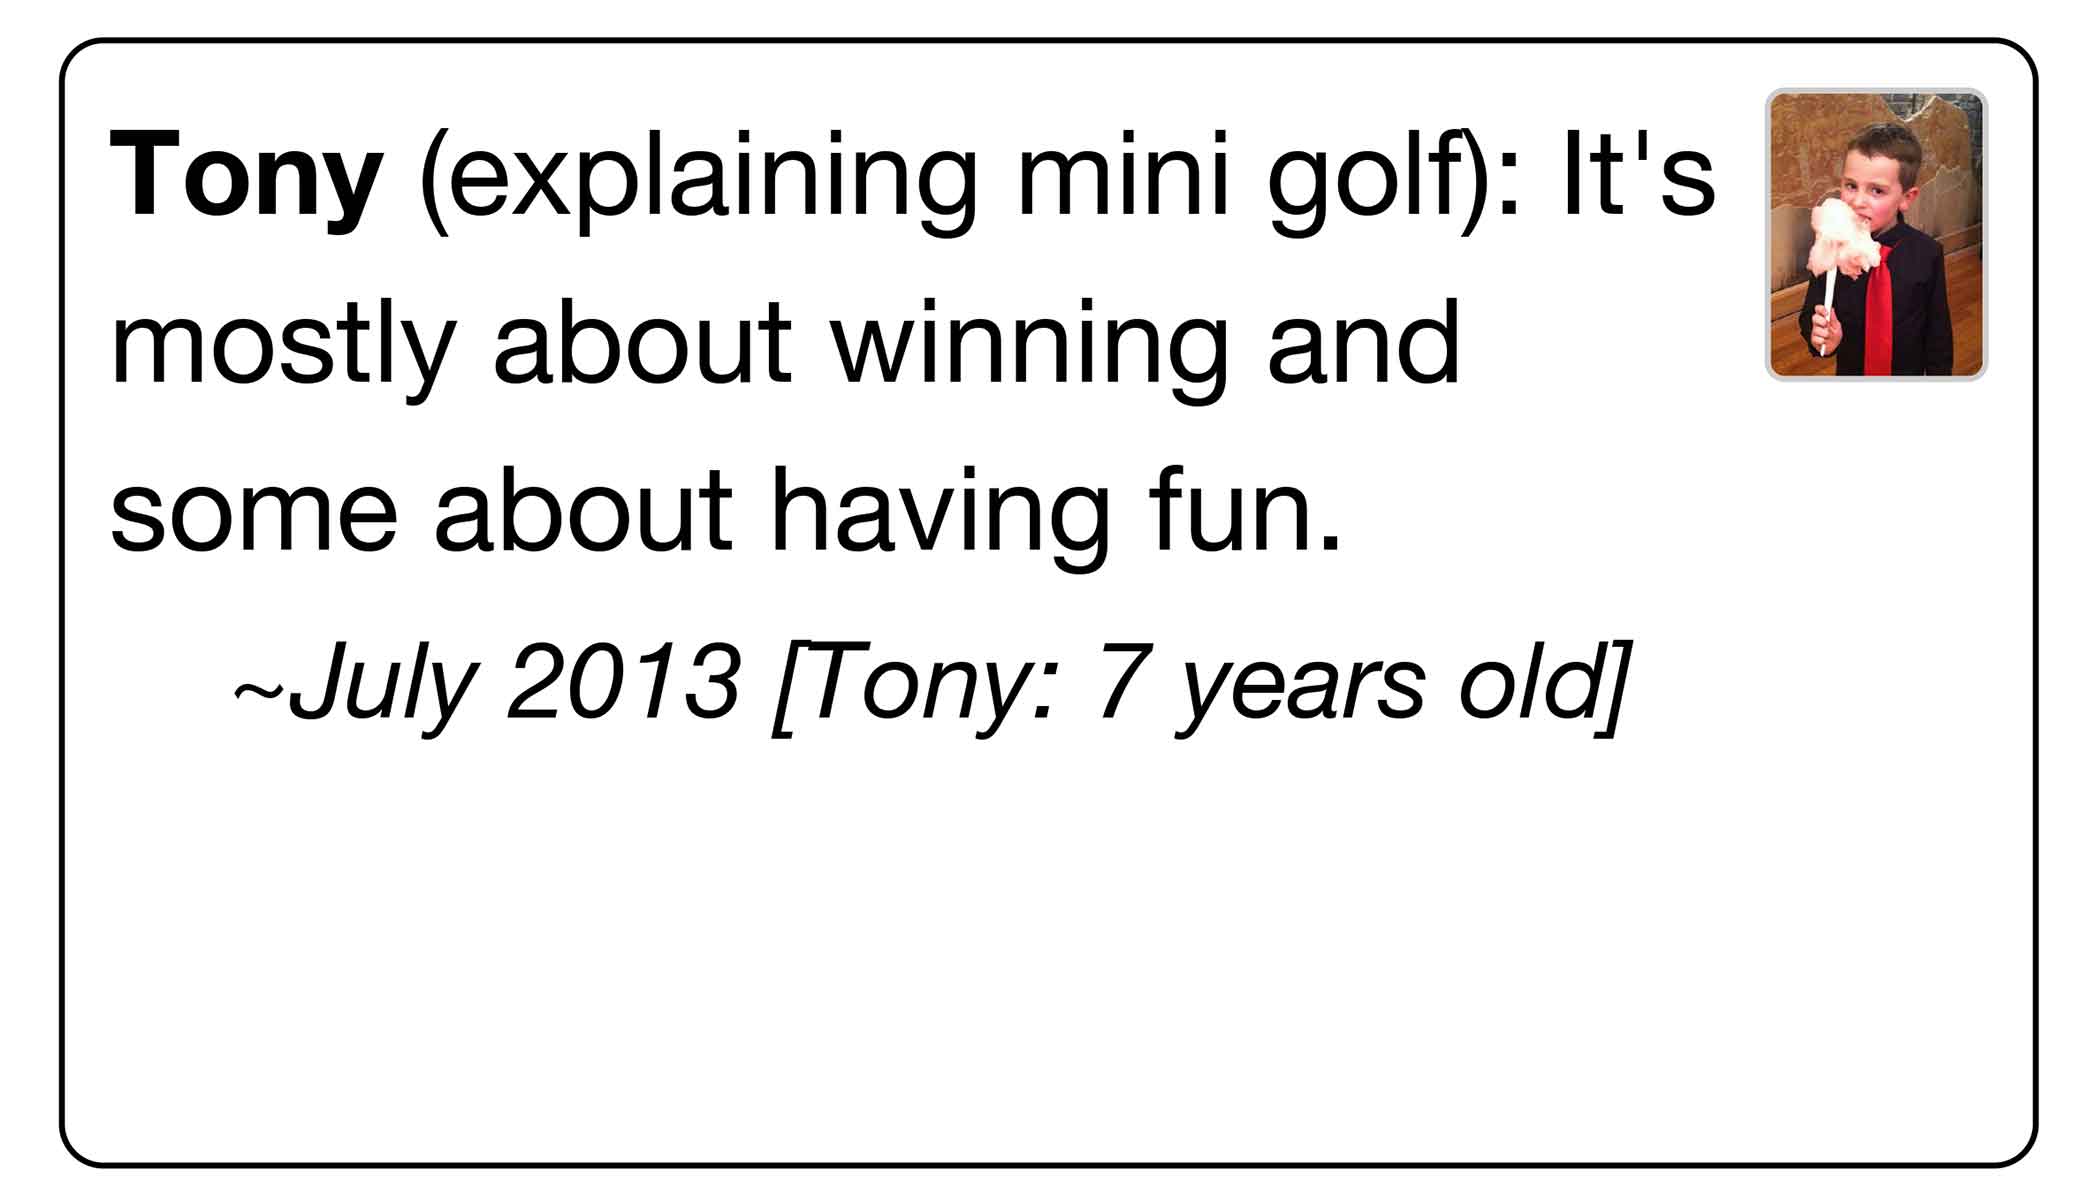 Tony (explaining mini golf): It's
mostly about winning and
some about having fun.
~July 2013 [Tony: 7 years old]